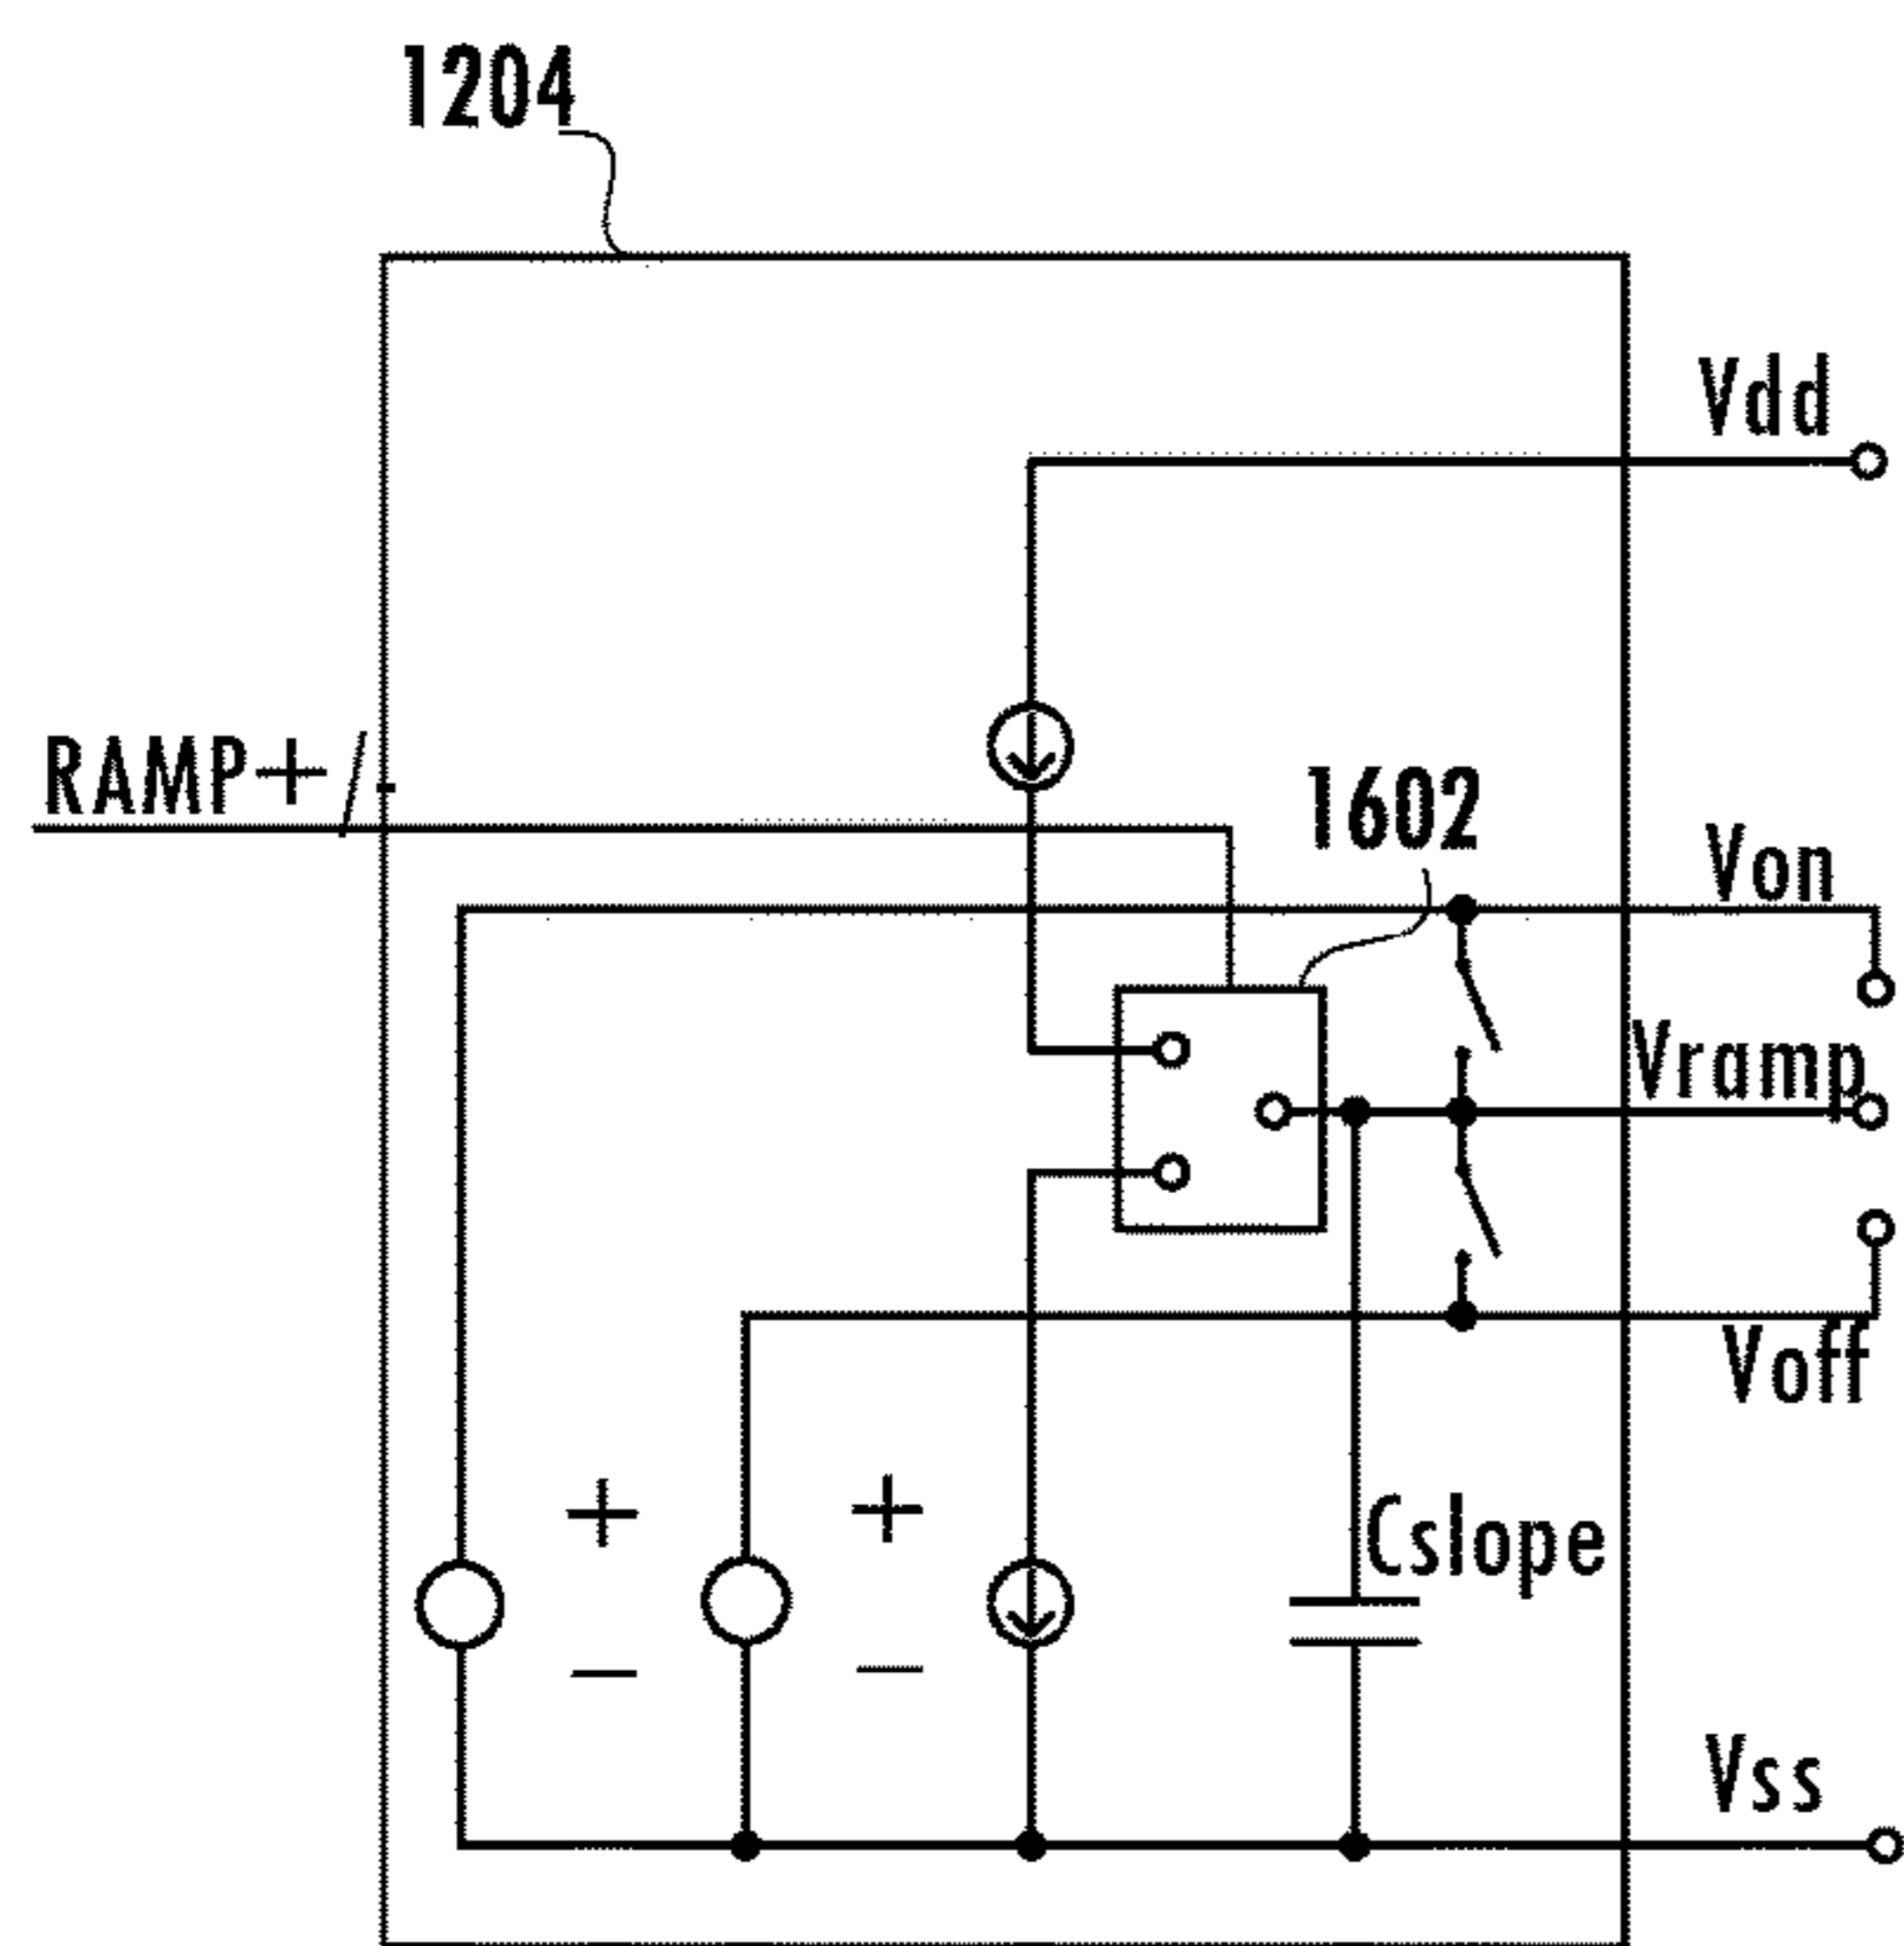 1204
Vdd
RAMP+/-
1602
Von
Vramp
Voff
+
+
Cslope
−
−
Vss